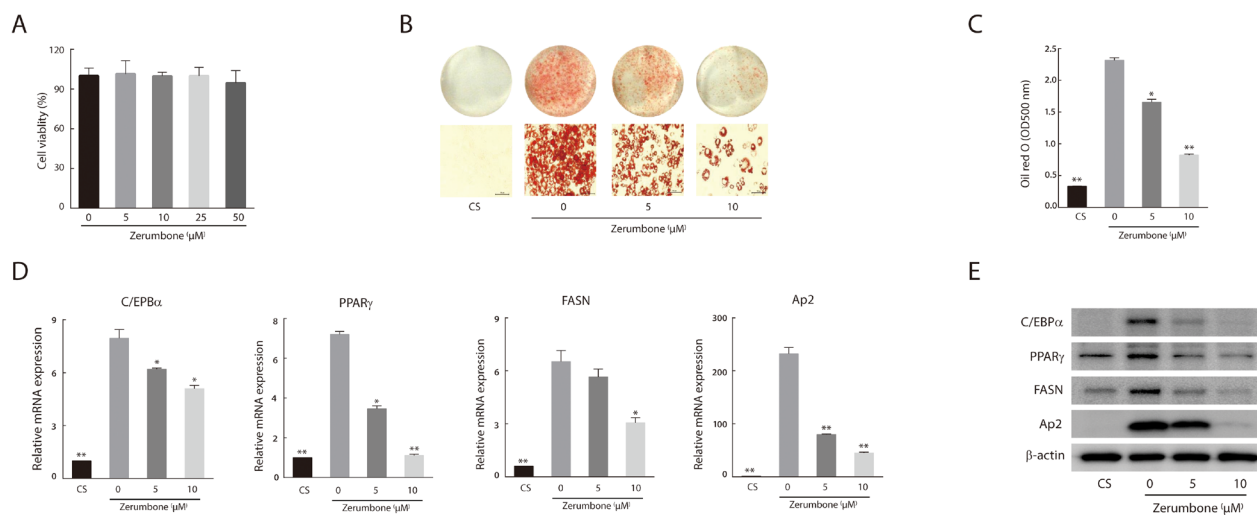 A
Cell viablity (%)
120
90
60
30
0
0 5 10 25 50
Zerumbone (μM)
B
CS 0 5 10
Zerumbone (μM)
C
Oil red O (OD500 nm)
2.5
2.0
1.5
1.0
0.5
0.0
**
*
**
CS 0 5 10
Zerumbone (μM)
D
C/EPBα
Relative mRNA expression
9
6
3
0
**
*
*
CS 0 5 10
Zerumbone (μM)
PPARγ
Relative mRNA expression
8
6
4
2
0
**
*
**
CS 0 5 10
Zerumbone (μM)
FASN
Relative mRNA expression
9
6
3
0
**
*
CS 0 5 10
Zerumbone (μM)
Ap2
Relative mRNA expression
300
200
100
0
**
**
**
CS 0 5 10
Zerumbone (μM)
E
C/EBPα
PPARγ
FASN
Ap2
β-actin
CS 0 5 10
Zerumbone (μM)